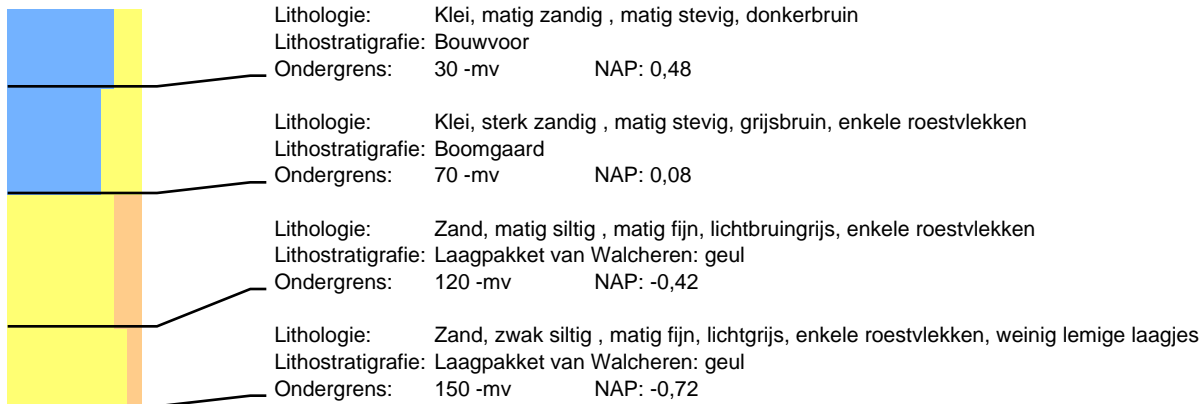 Lithologie: Klei, matig zandig , matig stevig, donkerbruin
Lithostratigrafie: Bouwvoor
Ondergrens: 30 -mv NAP: 0,48
Lithologie: Klei, sterk zandig , matig stevig, grijsbruin, enkele roestvlekken
Lithostratigrafie: Boomgaard
Ondergrens: 70 -mv NAP: 0,08
Lithologie: Zand, matig siltig , matig fijn, lichtbruingrijs, enkele roestvlekken
Lithostratigrafie: Laagpakket van Walcheren: geul
Ondergrens: 120 -mv NAP: -0,42
Lithologie: Zand, zwak siltig , matig fijn, lichtgrijs, enkele roestvlekken, weinig lemige laagjes
Lithostratigrafie: Laagpakket van Walcheren: geul
Ondergrens: 150 -mv NAP: -0,72